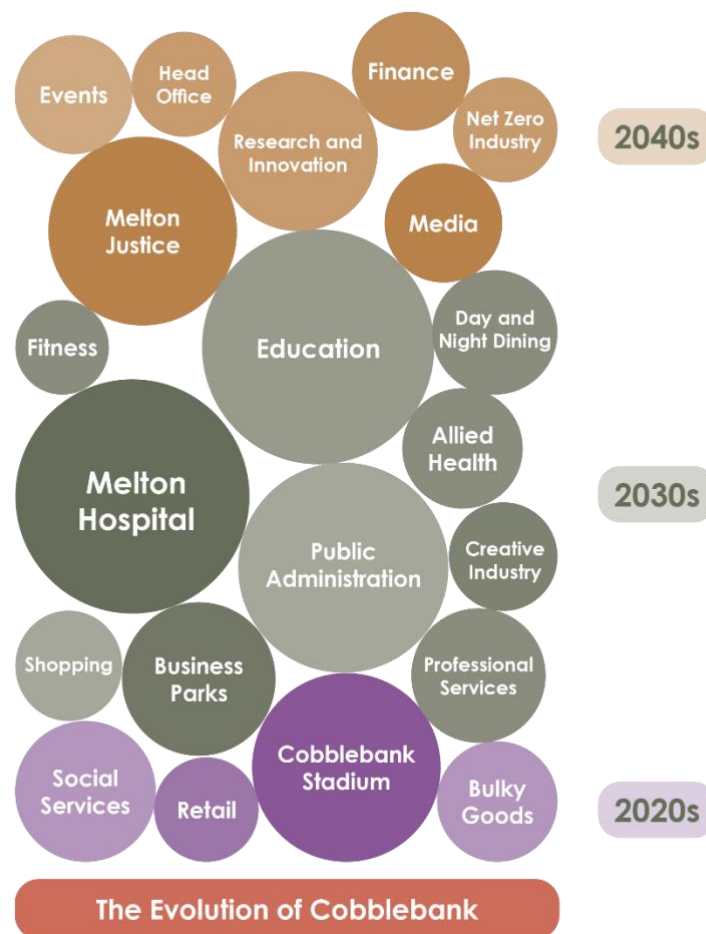 Events
Head
Office
Finance
Research and
Innovation
Net Zero
Industry
2040s
Melton
Justice
Media
Fitness
Education
Day and
Night Dining
Allied
Health
Melton
Hospital
2030s
Public
Administration
Creative
Industry
Shopping
Business
Parks
Professional
Services
Social
Services
Retail
Cobblebank
Stadium
Bulky
Goods
2020s
The Evolution of Cobblebank